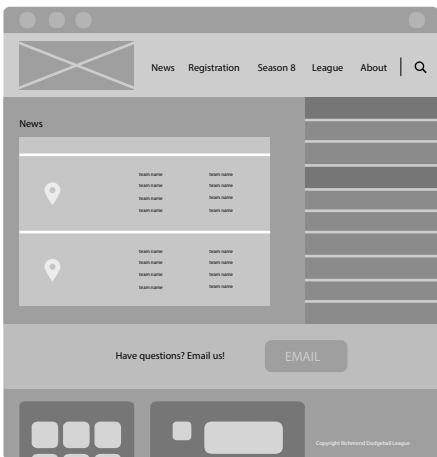 News Registration Season 8 League About
News
team name team name
team name team name
team name team name
team name team name
team name team name
team name team name
team name team name
team name team name
Have questions? Email us! EMAIL
Copyright Richmond Dodgeball League